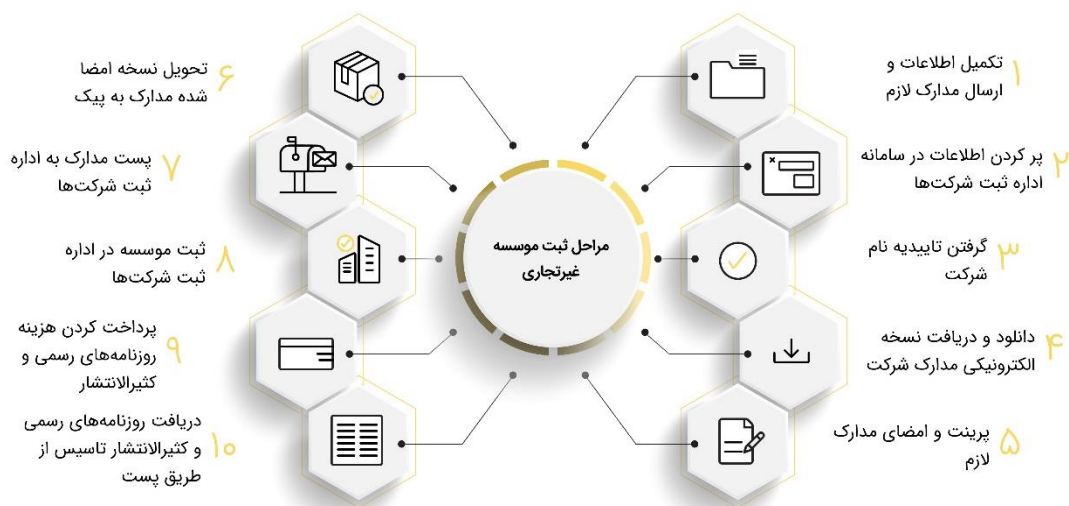 مراحل ثبت موسسه
غیرتجاری
۱
تکمیل اطلاعات و
ارسال مدارک لازم
۲
پر کردن اطلاعات در سامانه
اداره ثبت شرکت‌ها
۳
گرفتن تاییدیه نام
شرکت
۴
دانلود و دریافت نسخه
الکترونیکی مدارک شرکت
۵
پرینت و امضای مدارک
لازم
۶
تحویل نسخه امضا
شده مدارک به پیک
۷
پست مدارک به اداره
ثبت شرکت‌ها
۸
ثبت موسسه در اداره
ثبت شرکت‌ها
۹
پرداخت کردن هزینه
روزنامه‌های رسمی و
کثیرالانتشار
۱۰
دریافت روزنامه‌های رسمی
و کثیرالانتشار تاسیس از
طریق پست